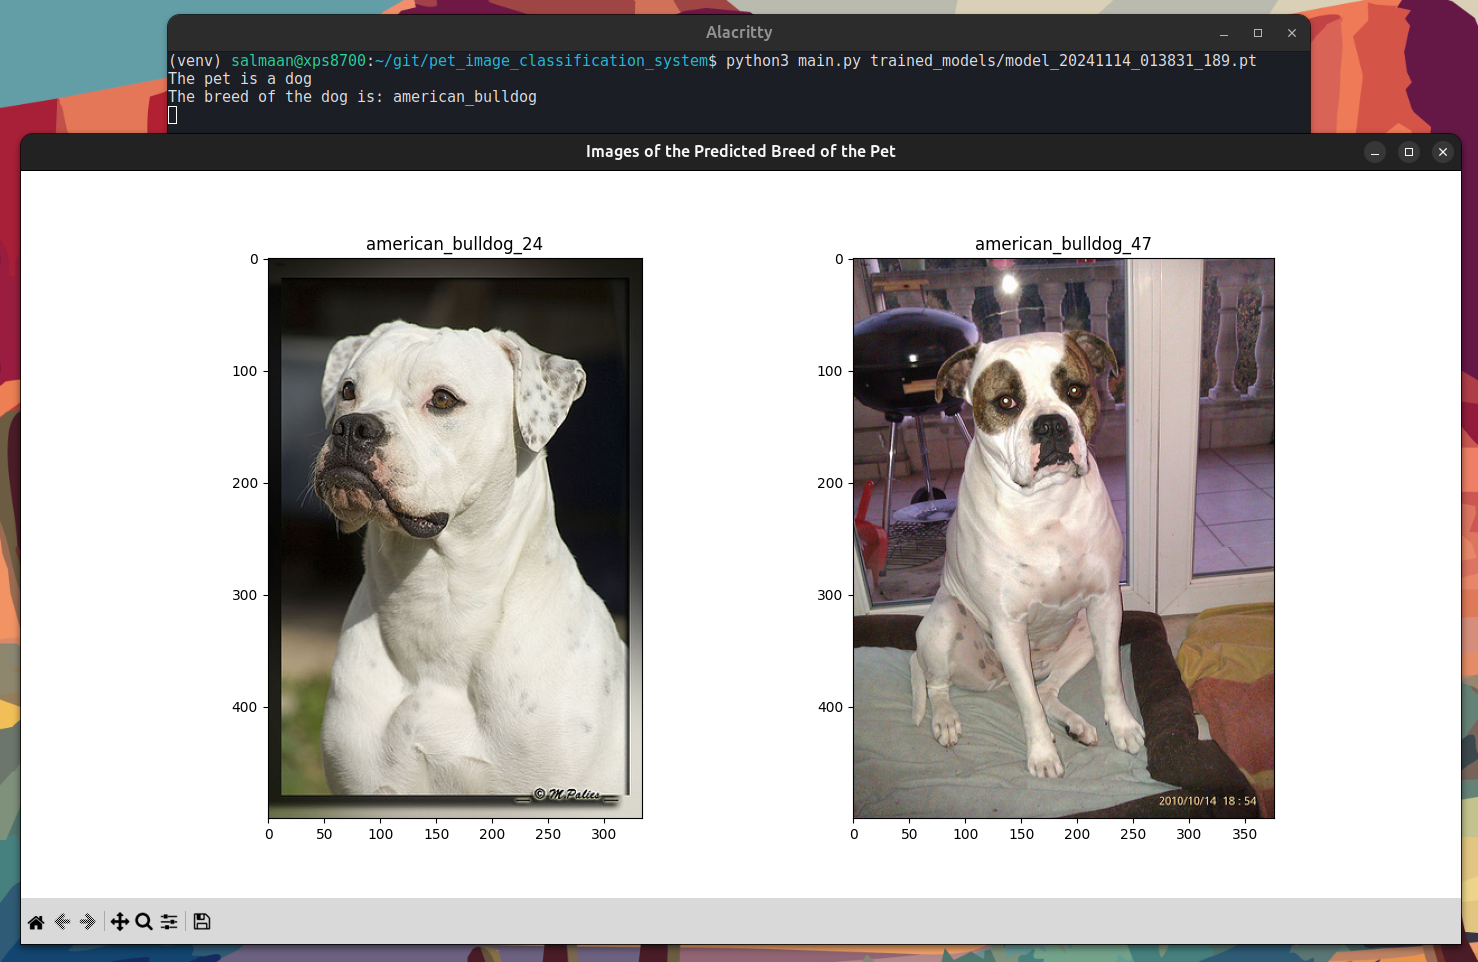 Alacritty
(venv) salmaan@xps8700:~/git/pet_image_classification_system$ python3 main.py trained_models/model_20241114_013831_189.pt
The pet is a dog
The breed of the dog is: american_bulldog
Images of the Predicted Breed of the Pet
american_bulldog_24
american_bulldog_47
0
100
200
300
400
0 50 100 150 200 250 300
© M Palies
0
100
200
300
400
0 50 100 150 200 250 300 350
2010/10/14 18:54